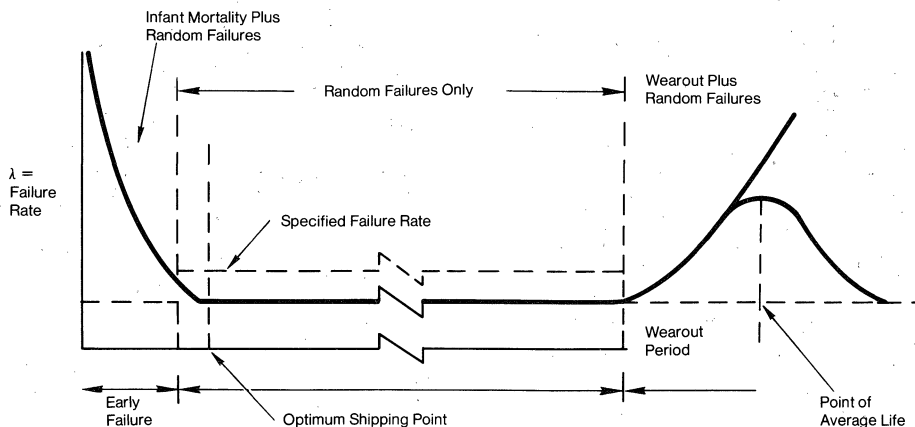 Infant Mortality Plus
Random Failures
Random Failures Only
Wearout Plus
Random Failures
λ =
Failure
Rate
Specified Failure Rate
Wearout
Period
Early
Failure
Optimum Shipping Point
Point of
Average Life